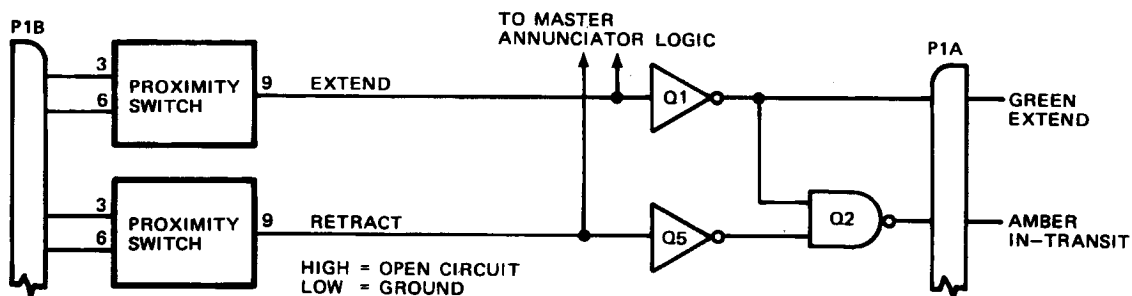 P1B
3
6
PROXIMITY
SWITCH
9
EXTEND
TO MASTER
ANNUNCIATOR LOGIC
Q1
P1A
GREEN
EXTEND
3
6
PROXIMITY
SWITCH
9
RETRACT
Q5
Q2
AMBER
IN-TRANSIT
HIGH = OPEN CIRCUIT
LOW = GROUND